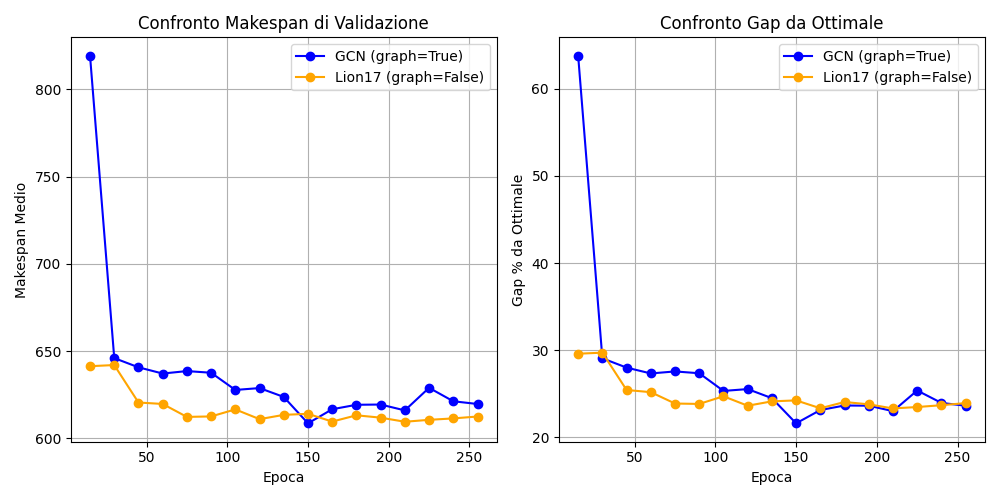 Confronto Makespan di Validazione
GCN (graph=True)
Lion17 (graph=False)
800
750
700
650
600
Makespan Medio
50
100
150
200
250
Epoca
Confronto Gap da Ottimale
GCN (graph=True)
Lion17 (graph=False)
60
50
40
30
20
Gap % da Ottimale
50
100
150
200
250
Epoca